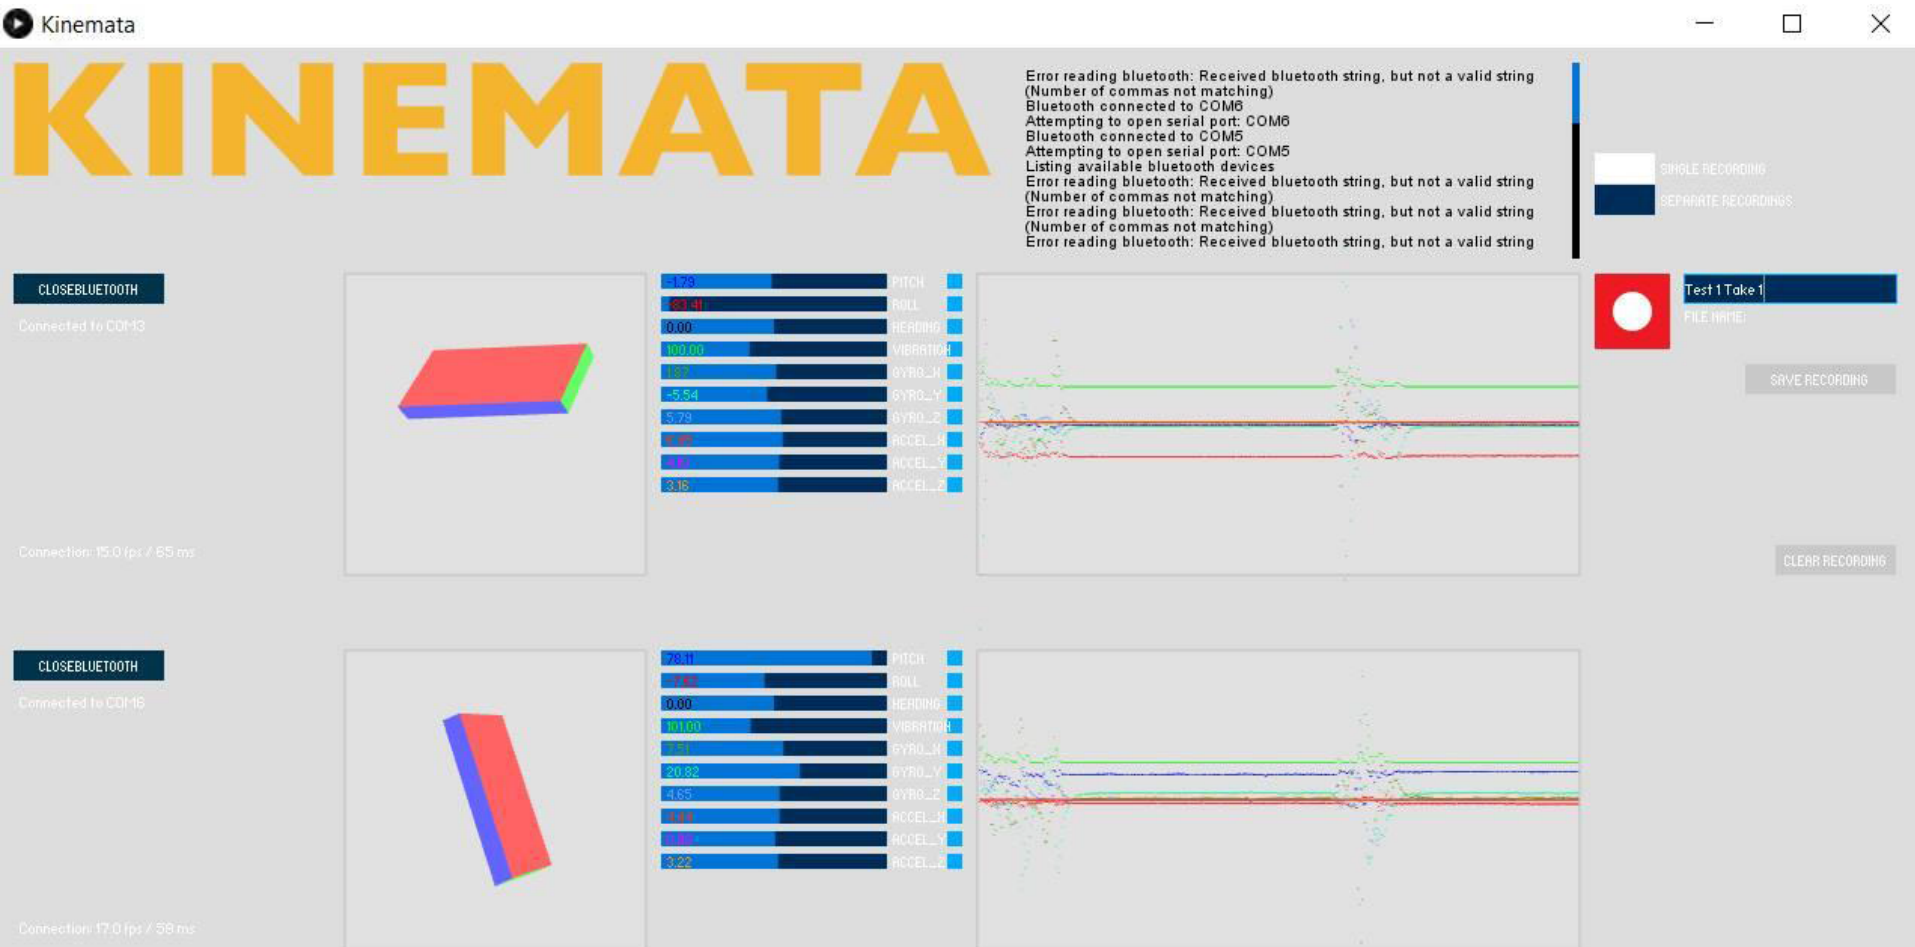 Kinemata
KINEMATA
Error reading bluetooth: Received bluetooth string, but not a valid string
(Number of commas not matching)
Bluetooth connected to COM6
Attempting to open serial port: COM6
Bluetooth connected to COM5
Attempting to open serial port: COM5
Listing available bluetooth devices
Error reading bluetooth: Received bluetooth string, but not a valid string
(Number of commas not matching)
Error reading bluetooth: Received bluetooth string, but not a valid string
(Number of commas not matching)
Error reading bluetooth: Received bluetooth string, but not a valid string
SINGLE RECORDING
SEPARATE RECORDINGS
CLOSEBLUETOOTH
Connected to COM3
Connection: 15.0 fps / 65 ms
-1.79 PITCH
-83.41 ROLL
0.00 HEADING
100.00 VIBRATION
1.87 GYRO_X
-5.54 GYRO_Y
5.79 GYRO_Z
ACCEL_X
ACCEL_Y
3.16 ACCEL_Z
Test 1 Take 1
FILE NAME:
SAVE RECORDING
CLEAR RECORDING
CLOSEBLUETOOTH
Connected to COM6
Connection: 17.0 fps / 58 ms
78.11 PITCH
-7.62 ROLL
0.00 HEADING
101.00 VIBRATION
7.51 GYRO_X
20.82 GYRO_Y
4.65 GYRO_Z
ACCEL_X
ACCEL_Y
3.22 ACCEL_Z